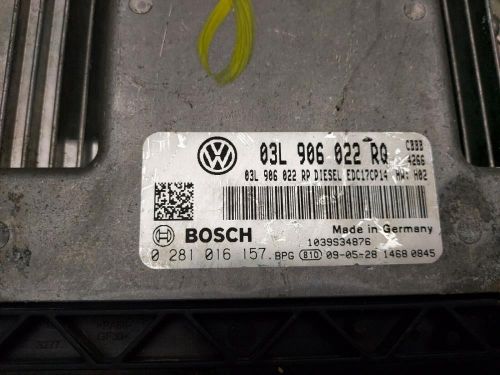 03L 906 022 RQ CBBB
4266
03L 906 022 RP DIESEL EDC17CP14 HW: H02
Made in Germany
BOSCH
1039S34876
0 281 016 157.BPG 810 09-05-28 1468 0845